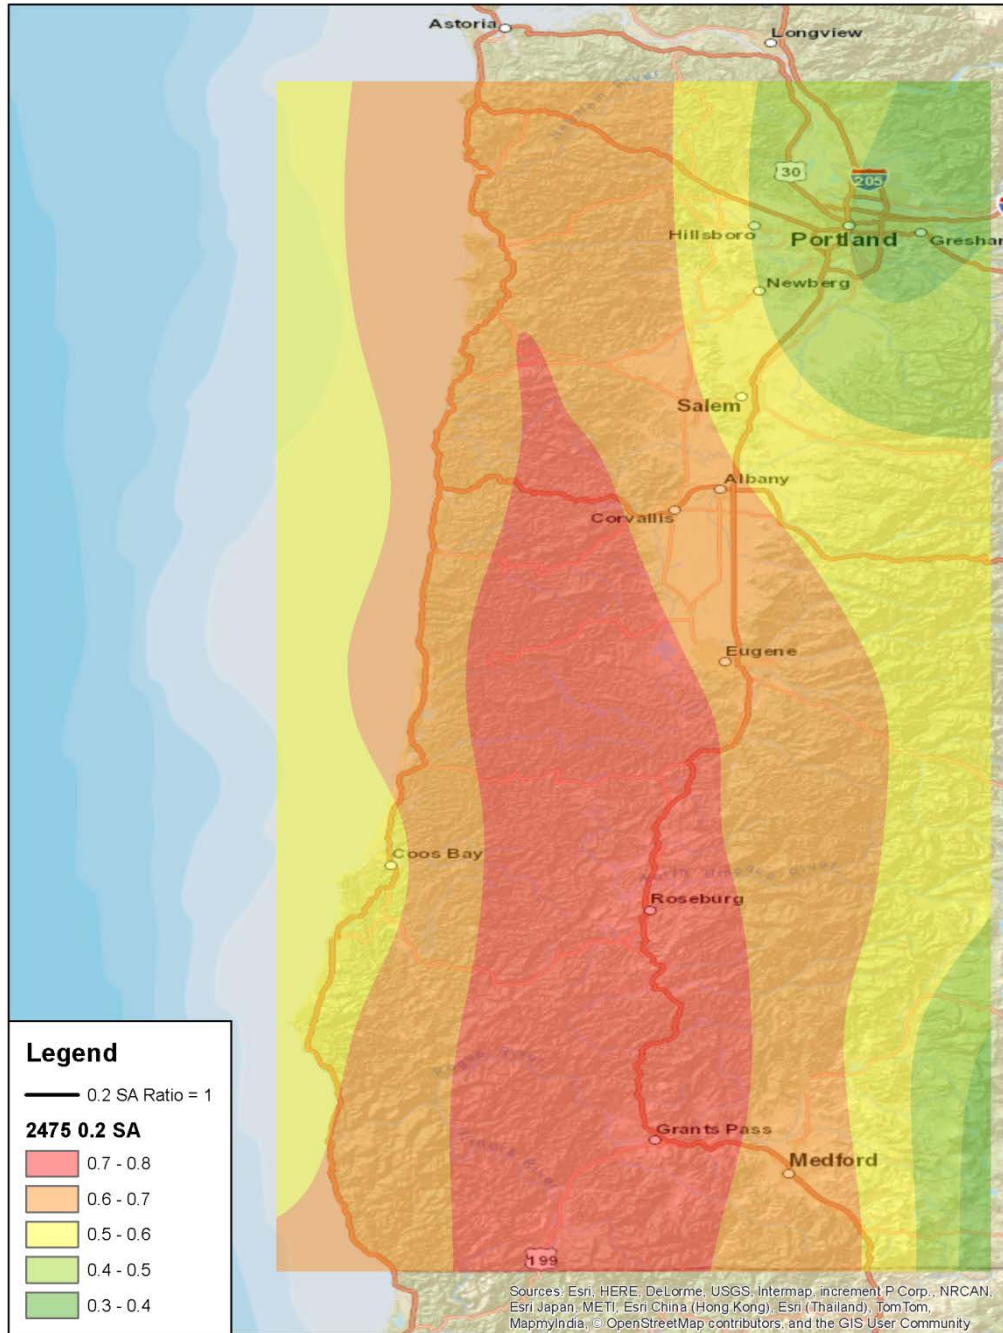 Astoria
Longview
30
205
Hillsboro
Portland
Gresham
Newberg
Salem
Albany
Corvallis
Eugene
Coos Bay
Roseburg
Grants Pass
Medford
199
Legend
0.2 SA Ratio = 1
2475 0.2 SA
0.7 - 0.8
0.6 - 0.7
0.5 - 0.6
0.4 - 0.5
0.3 - 0.4
Sources: Esri, HERE, DeLorme, USGS, Intermap, increment P Corp., NRCAN,
Esri Japan, METI, Esri China (Hong Kong), Esri (Thailand), TomTom,
MapmyIndia, © OpenStreetMap contributors, and the GIS User Community